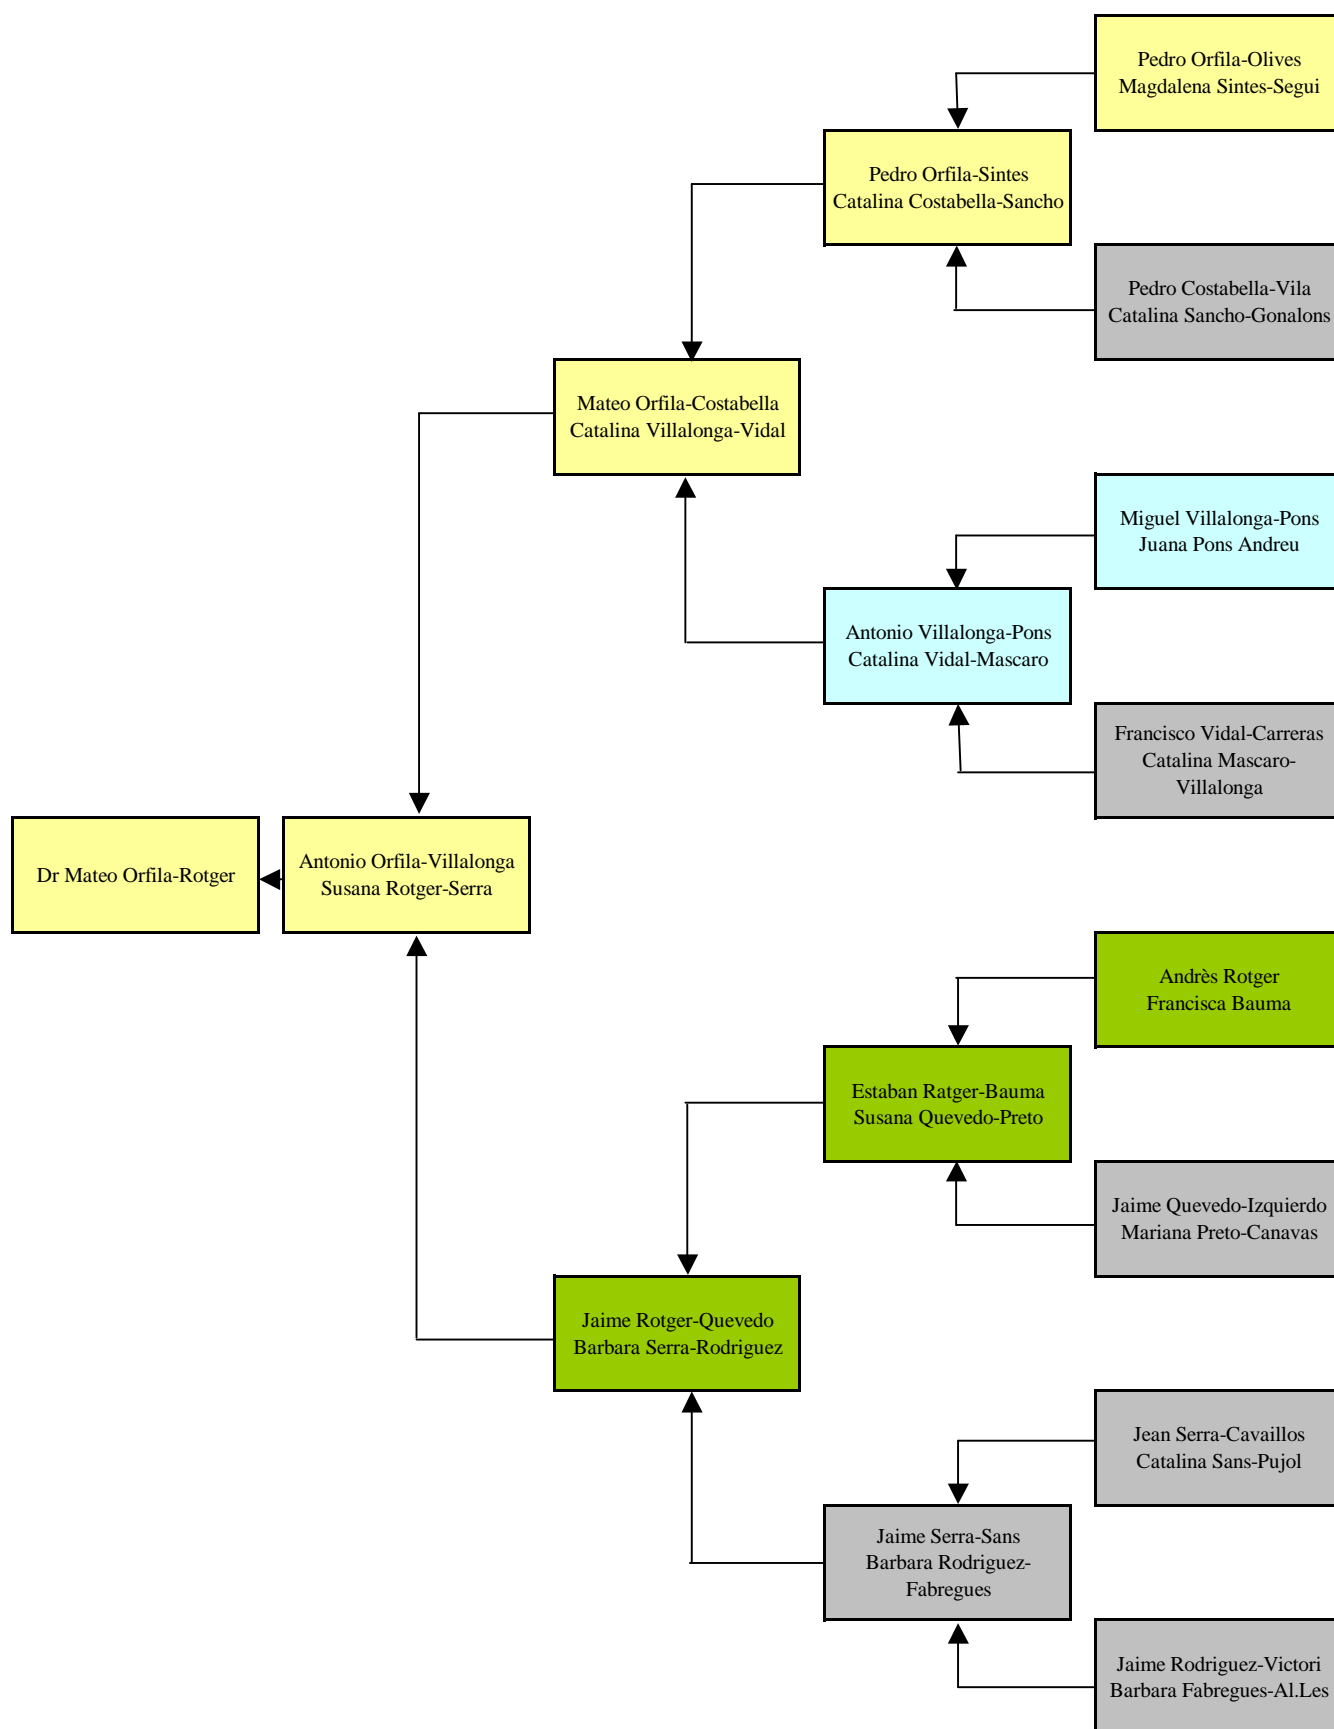 Pedro Orfila-Olives
Magdalena Sintes-Segui
Pedro Orfila-Sintes
Catalina Costabella-Sancho
Pedro Costabella-Vila
Catalina Sancho-Gonalons
Mateo Orfila-Costabella
Catalina Villalonga-Vidal
Miguel Villalonga-Pons
Juana Pons Andreu
Antonio Villalonga-Pons
Catalina Vidal-Mascaro
Francisco Vidal-Carreras
Catalina Mascaro-
Villalonga
Dr Mateo Orfila-Rotger
Antonio Orfila-Villalonga
Susana Rotger-Serra
Andrès Rotger
Francisca Bauma
Estaban Ratger-Bauma
Susana Quevedo-Preto
Jaime Quevedo-Izquierdo
Mariana Preto-Canavas
Jaime Rotger-Quevedo
Barbara Serra-Rodriguez
Jean Serra-Cavaillos
Catalina Sans-Pujol
Jaime Serra-Sans
Barbara Rodriguez-
Fabregues
Jaime Rodriguez-Victori
Barbara Fabregues-Al.Les